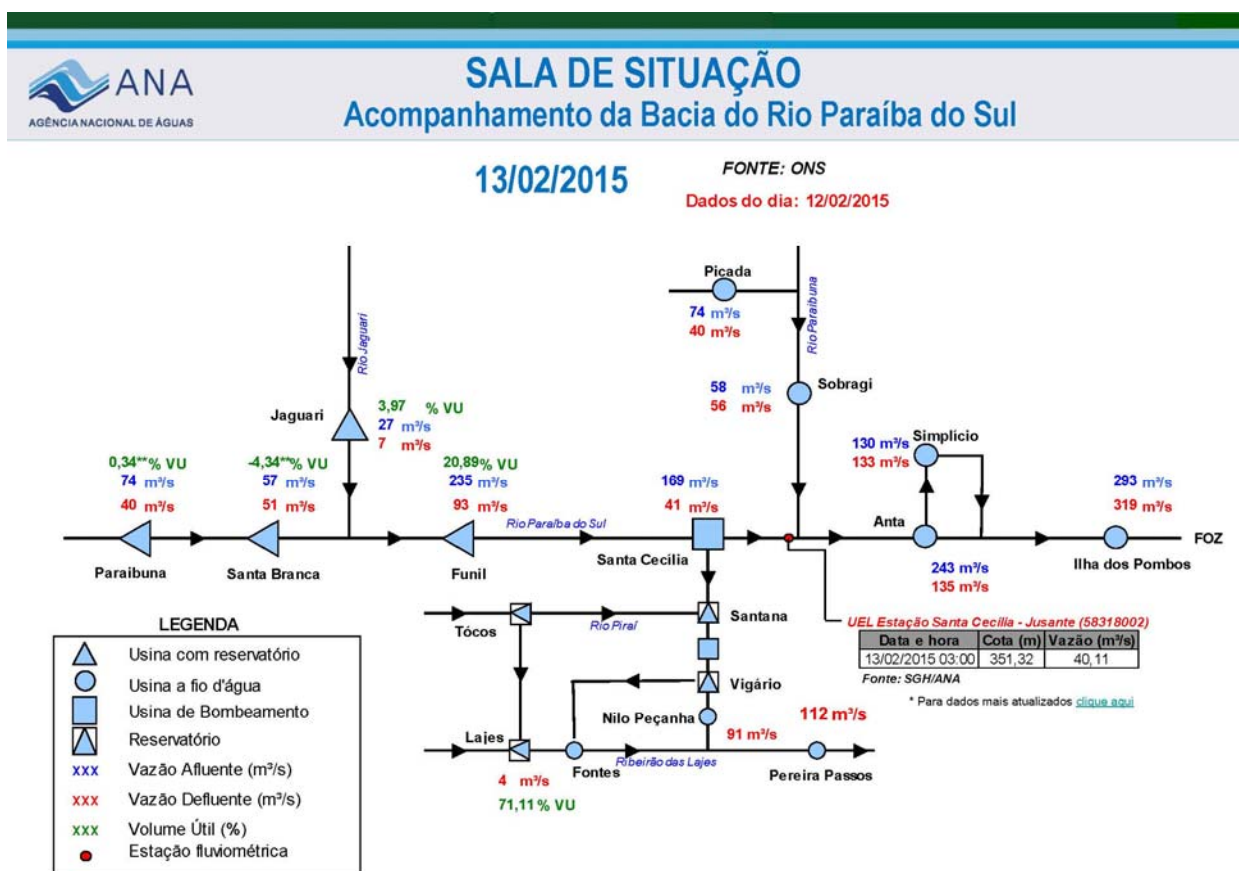 ANA
AGÊNCIA NACIONAL DE ÁGUAS
SALA DE SITUAÇÃO
Acompanhamento da Bacia do Rio Paraíba do Sul
13/02/2015
FONTE: ONS
Dados do dia: 12/02/2015
Picada
74 m³/s
40 m³/s
Rio Paraibuna
Rio Jaguari
58 m³/s
56 m³/s
Sobragi
Jaguari
3,97 % VU
27 m³/s
7 m³/s
Simplício
130 m³/s
133 m³/s
0,34**% VU
74 m³/s
40 m³/s
-4,34**% VU
57 m³/s
51 m³/s
20,89% VU
235 m³/s
93 m³/s
169 m³/s
41 m³/s
293 m³/s
319 m³/s
Rio Paraíba do Sul
Anta
FOZ
Paraibuna
Santa Branca
Funil
Santa Cecília
243 m³/s
135 m³/s
Ilha dos Pombos
Tócos
Rio Piraí
Santana
UEL Estação Santa Cecília - Jusante (58318002)
Data e hora Cota (m) Vazão (m³/s)
13/02/2015 03:00 351,32 40,11
Fonte: SGH/ANA
* Para dados mais atualizados clique aqui
Vigário
Nilo Peçanha
112 m³/s
91 m³/s
Lajes
Fontes
Ribeirão das Lajes
Pereira Passos
4 m³/s
71,11 % VU
LEGENDA
Usina com reservatório
Usina a fio d'água
Usina de Bombeamento
Reservatório
xxx Vazão Afluente (m³/s)
xxx Vazão Defluente (m³/s)
xxx Volume Útil (%)
Estação fluviométrica